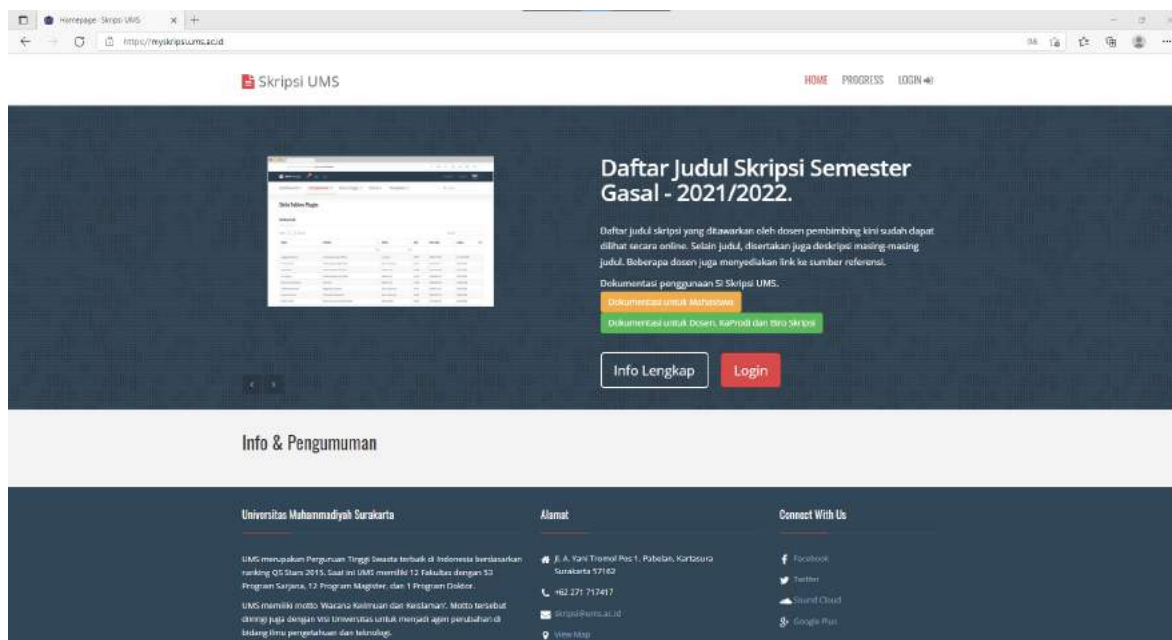 Homepage - Skripsi UMS
https://myskripsi.ums.ac.id
Skripsi UMS
HOME PROGRESS LOGIN
Data Tables Plugin
Daftar Judul Skripsi Semester
Gasal - 2021/2022.
Daftar judul skripsi yang ditawarkan oleh dosen pembimbing kini sudah dapat
dilihat secara online. Selain judul, disertakan juga deskripsi masing-masing
judul. Beberapa dosen juga menyediakan link ke sumber referensi.
Dokumentasi penggunaan SI Skripsi UMS.
Dokumentasi untuk Mahasiswa
Dokumentasi untuk Dosen, KaProdi dan Biro Skripsi
Info Lengkap Login
Info & Pengumuman
Universitas Muhammadiyah Surakarta
UMS merupakan Perguruan Tinggi Swasta terbaik di Indonesia berdasarkan
ranking QS Stars 2015. Saat ini UMS memiliki 12 Fakultas dengan 53
Program Sarjana, 12 Program Magister, dan 1 Program Doktor.
UMS memiliki motto 'Wacana Keilmuan dan Keislaman'. Motto tersebut
diiringi juga dengan Visi Universitas untuk menjadi agen perubahan di
bidang ilmu pengetahuan dan teknologi.
Alamat
Jl. A. Yani Tromol Pos 1, Pabelan, Kartasura
Surakarta 57162
+62 271 717417
skripsi@ums.ac.id
View Map
Connect With Us
Facebook
Twitter
Sound Cloud
Google Plus